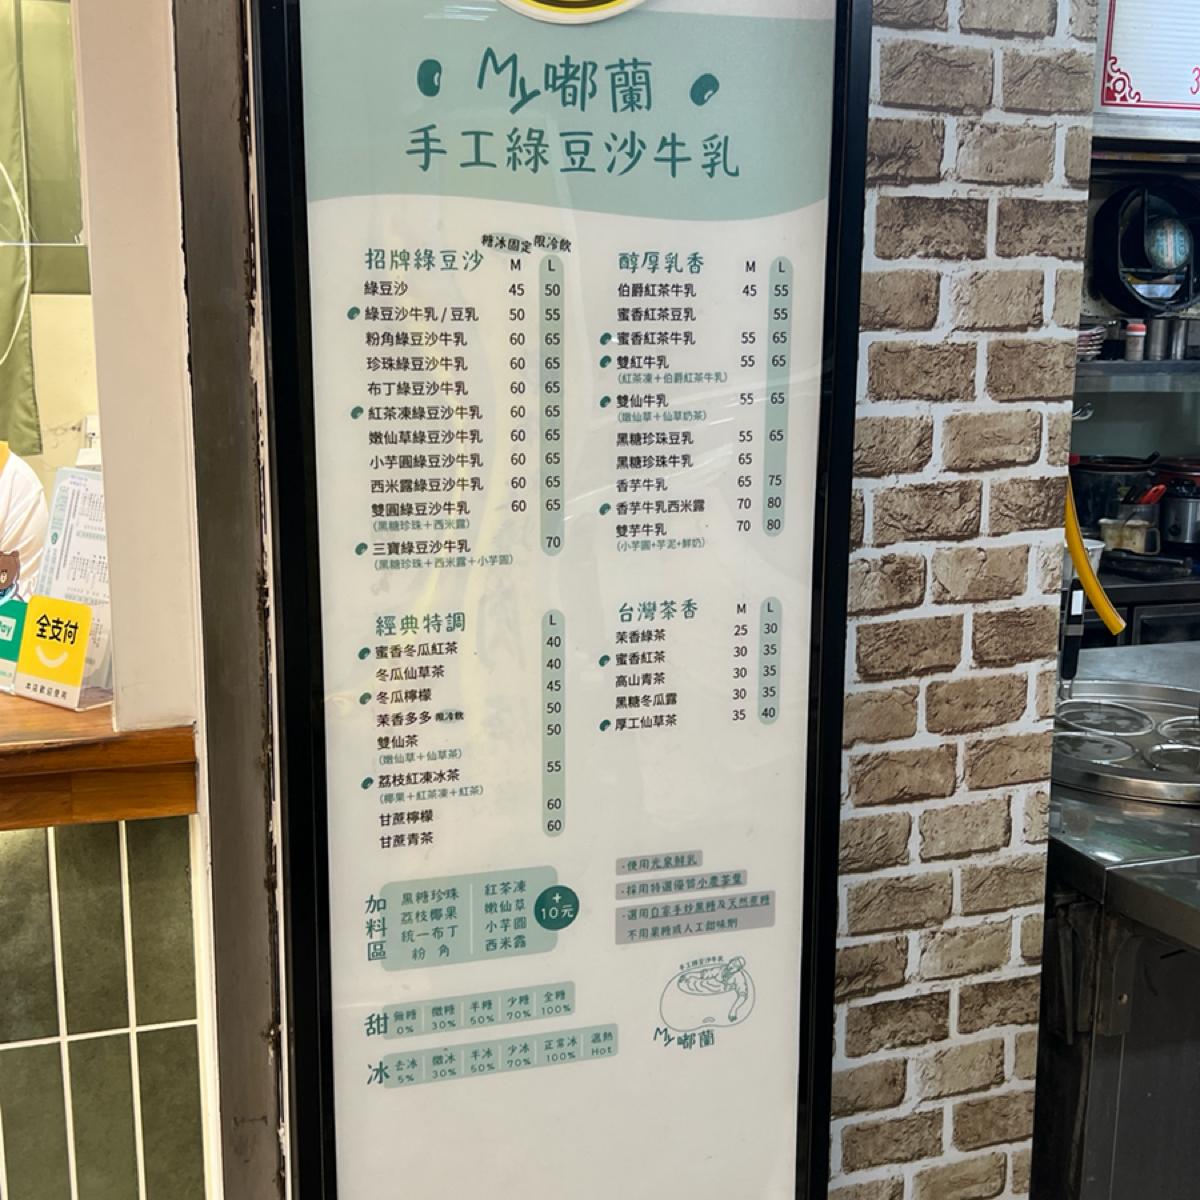 My嘟蘭
手工綠豆沙牛乳
招牌綠豆沙 糖冰固定 限冷飲
M L
綠豆沙 45 50
綠豆沙牛乳/豆乳 50 55
粉角綠豆沙牛乳 60 65
珍珠綠豆沙牛乳 60 65
布丁綠豆沙牛乳 60 65
紅茶凍綠豆沙牛乳 60 65
嫩仙草綠豆沙牛乳 60 65
小芋圓綠豆沙牛乳 60 65
西米露綠豆沙牛乳 60 65
雙圓綠豆沙牛乳 60 65
(黑糖珍珠+西米露)
三寶綠豆沙牛乳 70
(黑糖珍珠+西米露+小芋圓)
醇厚乳香 M L
伯爵紅茶牛乳 45 55
蜜香紅茶豆乳 55
蜜香紅茶牛乳 55 65
雙紅牛乳 55 65
(紅茶凍+伯爵紅茶牛乳)
雙仙牛乳 55 65
(嫩仙草+仙草奶茶)
黑糖珍珠豆乳 55 65
黑糖珍珠牛乳 65
香芋牛乳 65 75
香芋牛乳西米露 70 80
雙芋牛乳 70 80
(小芋圓+芋泥+鮮奶)
經典特調 L
蜜香冬瓜紅茶 40
冬瓜仙草茶 40
冬瓜檸檬 45
茉香多多 限冷飲 50
雙仙茶 50
(嫩仙草+仙草茶)
荔枝紅凍冰茶 55
(椰果+紅茶凍+紅茶)
甘蔗檸檬 60
甘蔗青茶 60
台灣茶香 M L
茉香綠茶 25 30
蜜香紅茶 30 35
高山青茶 30 35
黑糖冬瓜露 30 35
厚工仙草茶 35 40
加料區
黑糖珍珠 紅茶凍
荔枝椰果 嫩仙草
統一布丁 小芋圓
粉 角 西米露
+
10元
·使用光泉鮮乳
·採用特選優質小農茶葉
·選用自家手炒黑糖及天然蔗糖
不用果糖或人工甜味劑
甜
無糖 微糖 半糖 少糖 全糖
0% 30% 50% 70% 100%
冰
去冰 微冰 半冰 少冰 正常冰 溫熱
5% 30% 50% 70% 100% Hot
手工綠豆沙牛乳
My嘟蘭
Pay
全支付
本店歡迎使用
3